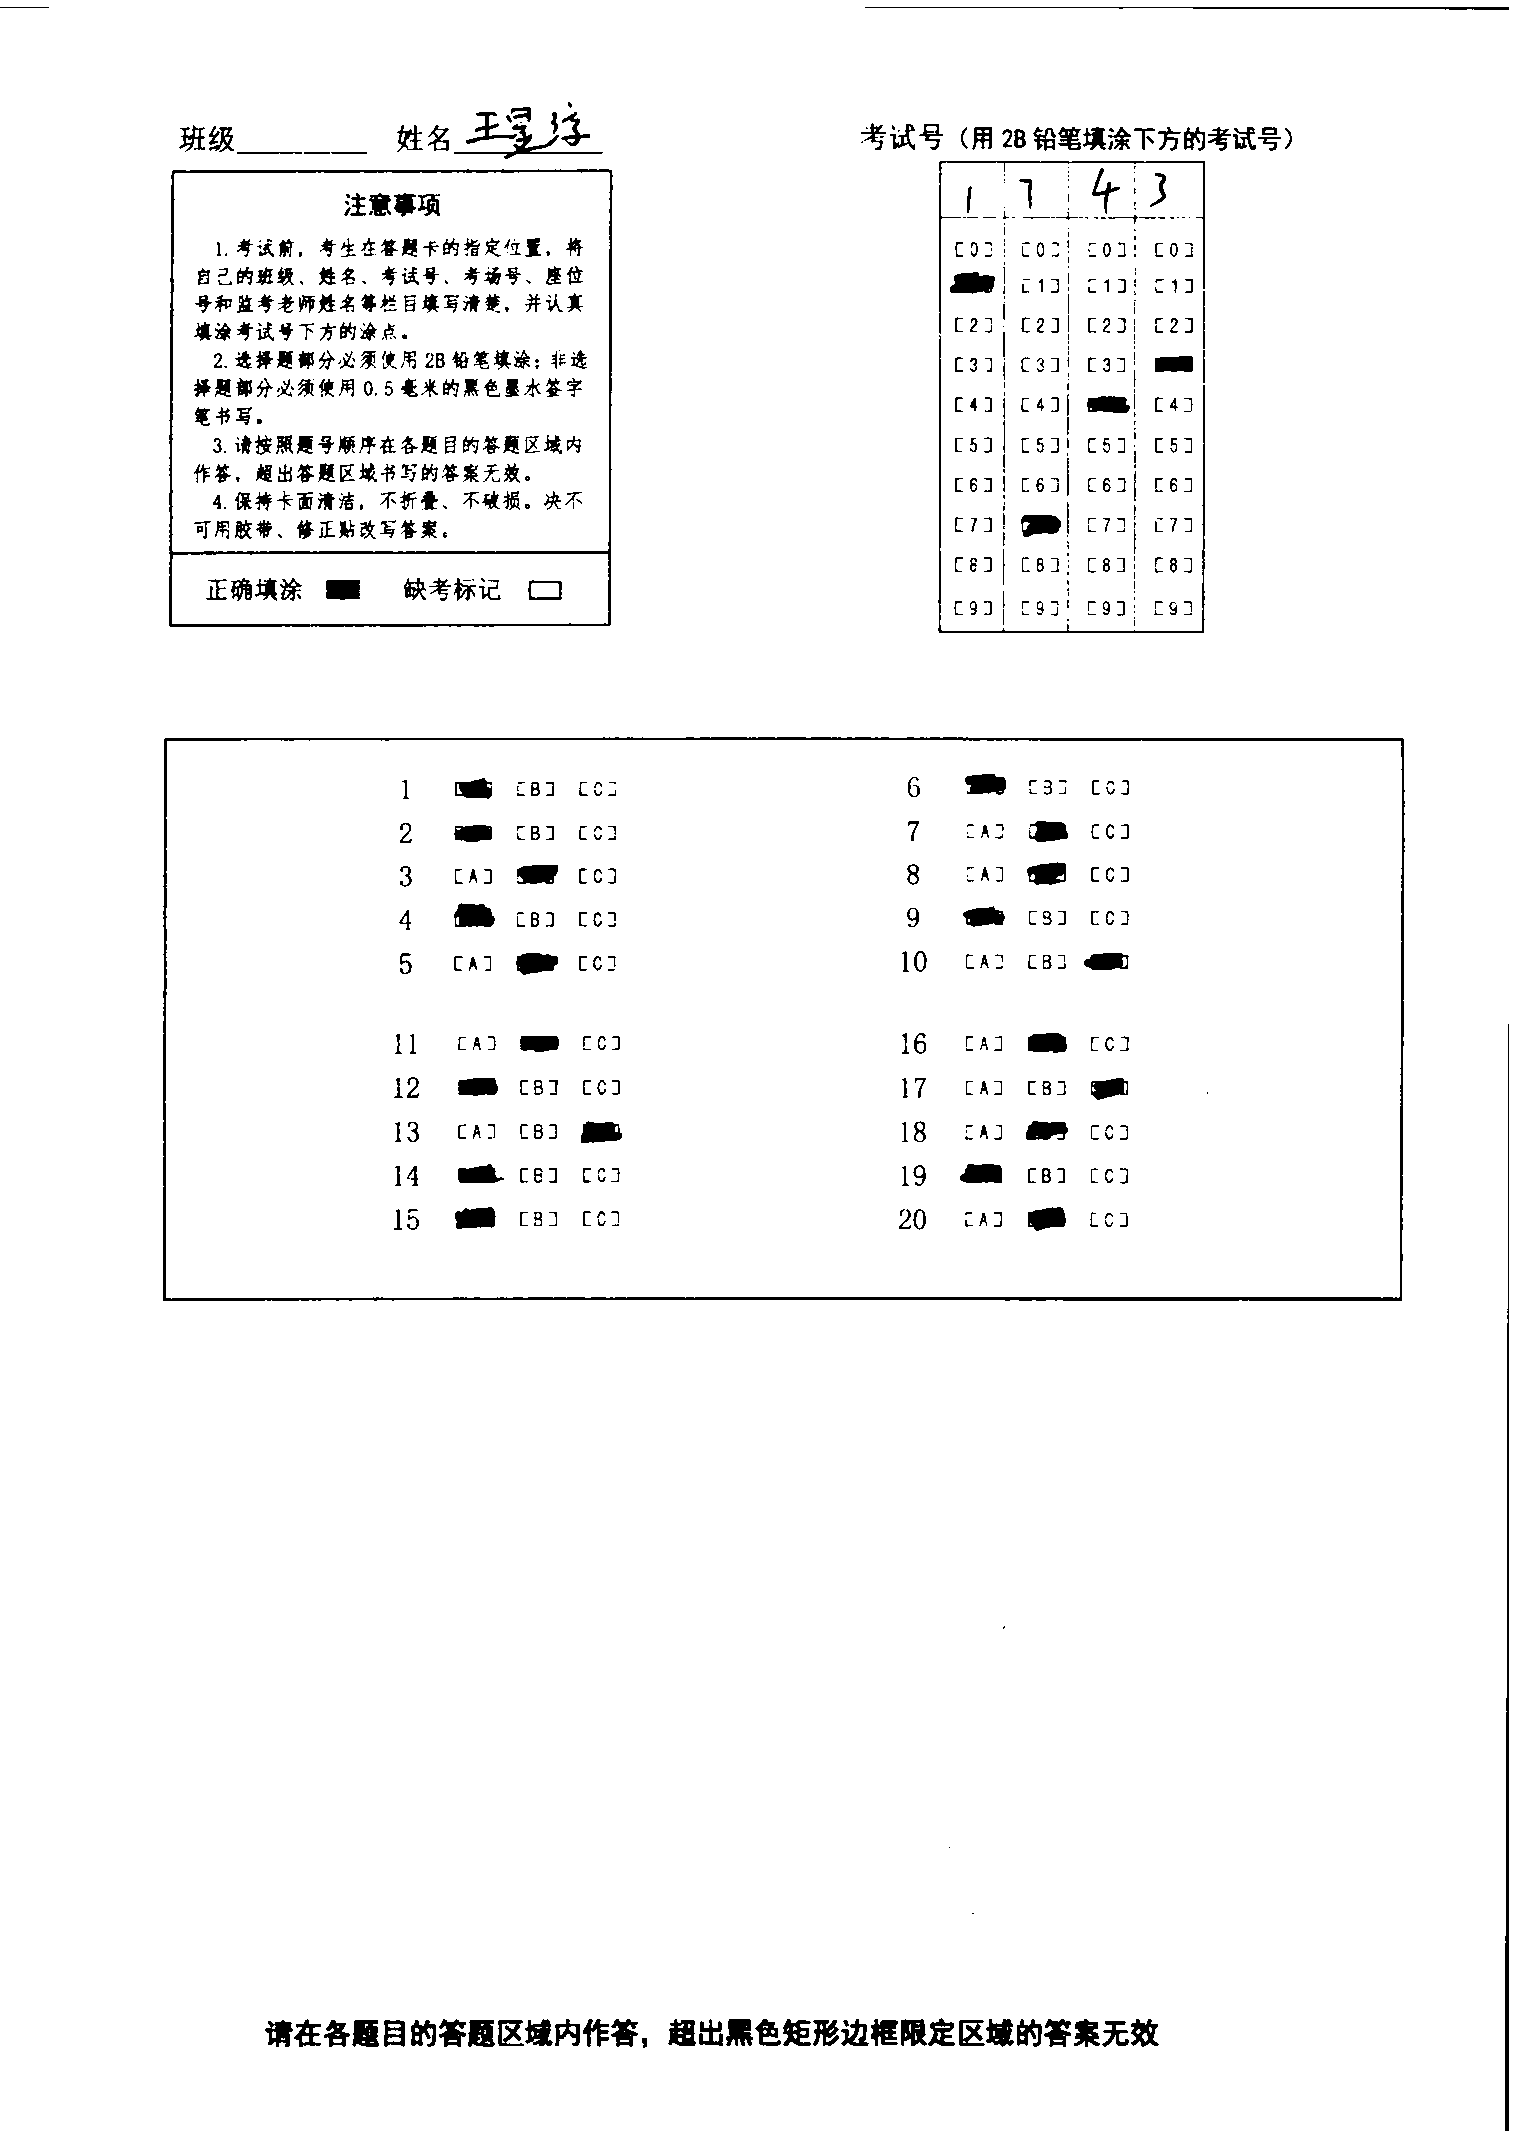 班级 姓名 王星淳
考试号（用 2B 铅笔填涂下方的考试号）
注意事项
1.考试前，考生在答题卡的指定位置，将
自己的班级、姓名、考试号、考场号、座位
号和监考老师姓名等栏目填写清楚，并认真
填涂考试号下方的涂点。
2.选择题部分必须使用2B铅笔填涂；非选
择题部分必须使用0.5毫米的黑色墨水签字
笔书写。
3.请按照题号顺序在各题目的答题区域内
作答，超出答题区域书写的答案无效。
4.保持卡面清洁，不折叠、不破损。决不
可用胶带、修正贴改写答案。
正确填涂 缺考标记
1 7 4 3
[0] [0] [0] [0]
[1] [1] [1]
[2] [2] [2] [2]
[3] [3] [3]
[4] [4] [4]
[5] [5] [5] [5]
[6] [6] [6] [6]
[7] [7] [7]
[8] [8] [8] [8]
[9] [9] [9] [9]
1 [B] [C]
2 [B] [C]
3 [A] [C]
4 [B] [C]
5 [A] [C]
6 [B] [C]
7 [A] [C]
8 [A] [C]
9 [B] [C]
10 [A] [B]
11 [A] [C]
12 [B] [C]
13 [A] [B]
14 [B] [C]
15 [B] [C]
16 [A] [C]
17 [A] [B]
18 [A] [C]
19 [B] [C]
20 [A] [C]
请在各题目的答题区域内作答，超出黑色矩形边框限定区域的答案无效